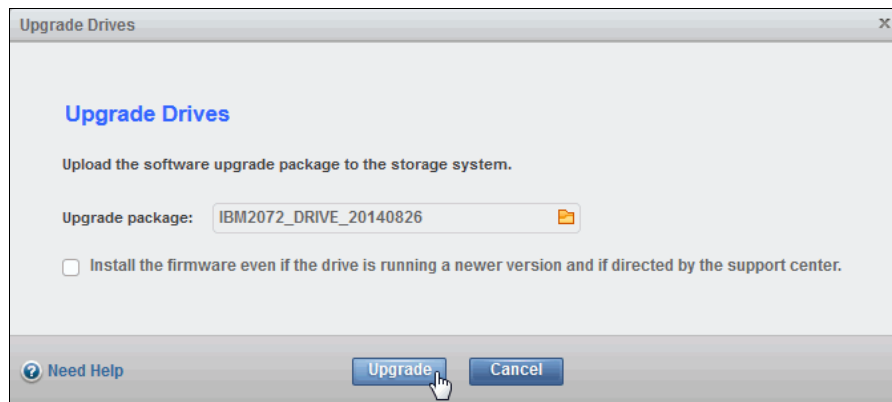 Upgrade Drives
x
Upgrade Drives
Upload the software upgrade package to the storage system.
Upgrade package: IBM2072_DRIVE_20140826
Install the firmware even if the drive is running a newer version and if directed by the support center.
? Need Help Upgrade Cancel